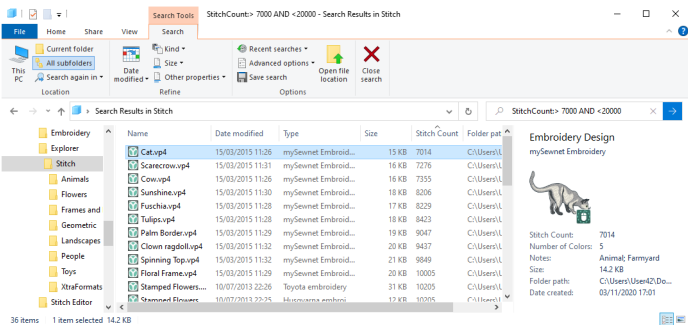 Search Tools
StitchCount:> 7000 AND <20000 - Search Results in Stitch
File Home Share View Search
This PC
Current folder
All subfolders
Search again in
Location
Date modified
Kind
Size
Other properties
Refine
Recent searches
Advanced options
Save search
Open file location
Options
Close search
Search Results in Stitch
StitchCount:> 7000 AND <20000
Embroidery
Explorer
Stitch
Animals
Flowers
Frames and
Geometric
Landscapes
People
Toys
XtraFormats
Stitch Editor
Name Date modified Type Size Stitch Count Folder pat
Cat.vp4 15/03/2015 11:26 mySewnet Embroid... 15 KB 7014 C:\Users\U
Scarecrow.vp4 15/03/2015 11:31 mySewnet Embroid... 16 KB 7276 C:\Users\U
Cow.vp4 15/03/2015 11:26 mySewnet Embroid... 16 KB 7355 C:\Users\U
Sunshine.vp4 15/03/2015 11:30 mySewnet Embroid... 18 KB 8206 C:\Users\U
Fuschia.vp4 15/03/2015 11:28 mySewnet Embroid... 17 KB 8229 C:\Users\U
Tulips.vp4 15/03/2015 11:28 mySewnet Embroid... 18 KB 8423 C:\Users\U
Palm Border.vp4 15/03/2015 11:29 mySewnet Embroid... 19 KB 9047 C:\Users\U
Clown ragdoll.vp4 15/03/2015 11:32 mySewnet Embroid... 20 KB 9437 C:\Users\U
Spinning Top.vp4 15/03/2015 11:32 mySewnet Embroid... 21 KB 9849 C:\Users\U
Floral Frame.vp4 15/03/2015 11:29 mySewnet Embroid... 20 KB 10005 C:\Users\U
Stamped Flowers.... 10/07/2013 22:26 Toyota embroidery 31 KB 10205 C:\Users\U
Stamped Flowers 10/07/2013 22:25 Husqvarna embroi 12 KB 10205 C:\Users\U
Embroidery Design
mySewnet Embroidery
Stitch Count: 7014
Number of Colors: 5
Notes: Animal; Farmyard
Size: 14.2 KB
Folder path: C:\Users\User42\Do...
Date created: 03/11/2020 17:01
36 items 1 item selected 14.2 KB